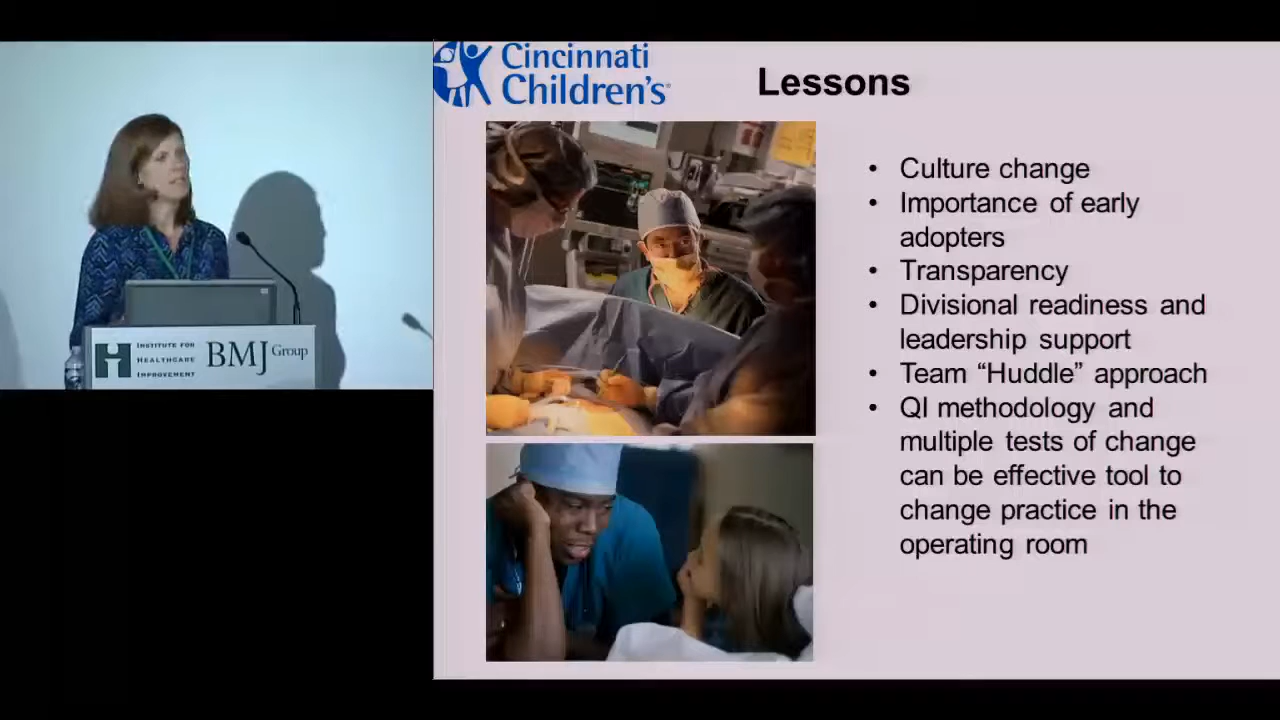 Cincinnati
Children's
Lessons
• Culture change
• Importance of early
adopters
• Transparency
• Divisional readiness and
leadership support
• Team “Huddle” approach
• QI methodology and
multiple tests of change
can be effective tool to
change practice in the
operating room
INSTITUTE FOR
HEALTHCARE
IMPROVEMENT
BMJ Group